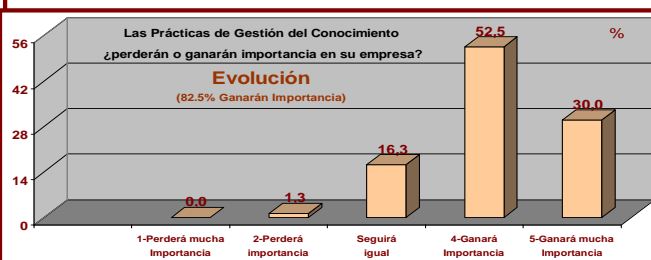 Las Prácticas de Gestión del Conocimiento
¿perderán o ganarán importancia en su empresa?
%
Evolución
(82.5% Ganarán Importancia)
56
42
28
14
0
0,0
1,3
16,3
52,5
30,0
1-Perderá mucha Importancia
2-Perderá importancia
Seguirá igual
4-Ganará Importancia
5-Ganará mucha Importancia